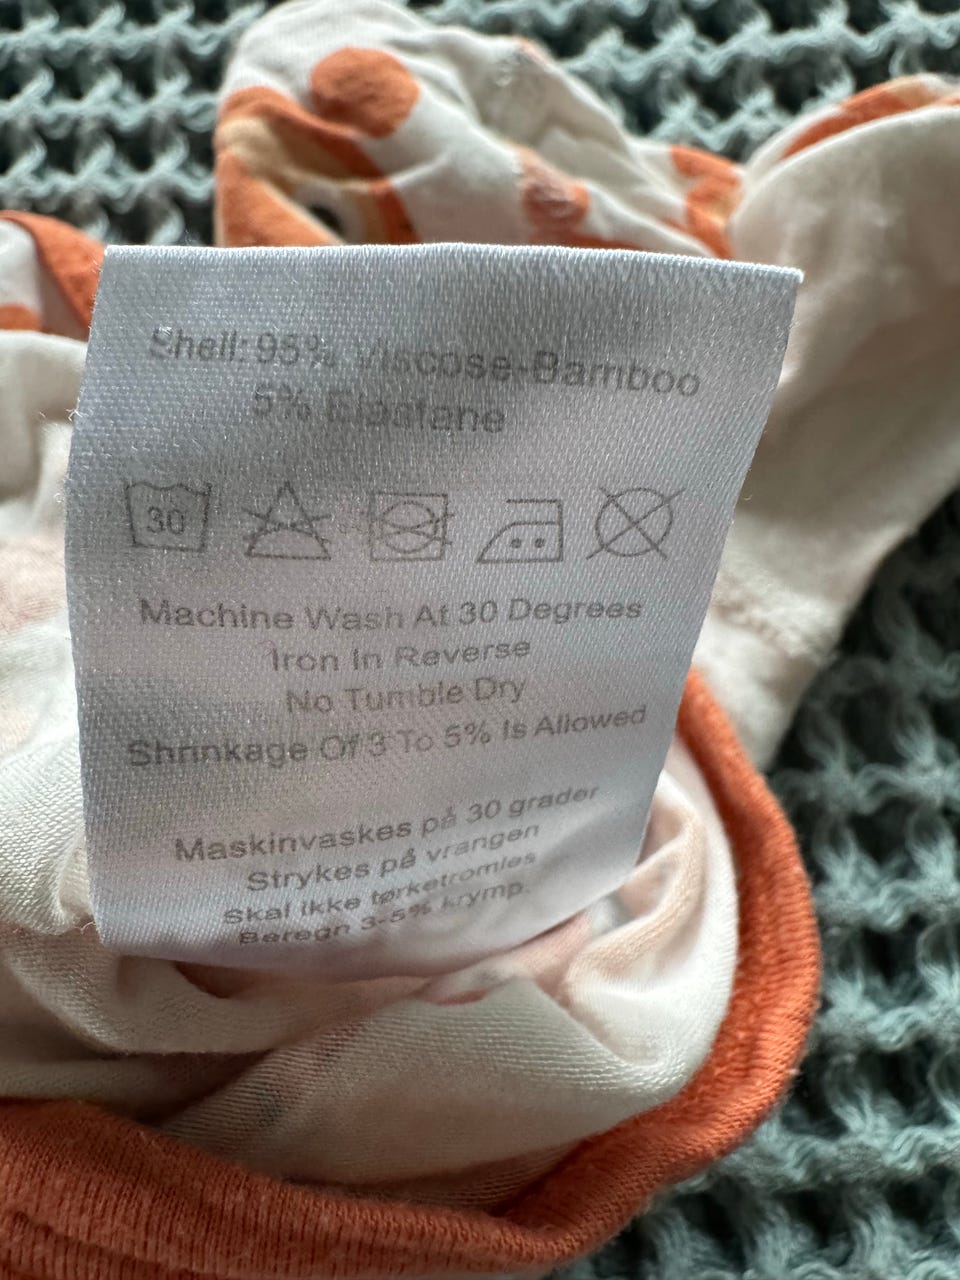 Shell: 95% Viscose-Bamboo
5% Elastane
30
Machine Wash At 30 Degrees
Iron In Reverse
No Tumble Dry
Shrinkage Of 3 To 5% Is Allowed
Maskinvaskes på 30 grader
Strykes på vrangen
Skal ikke tørketromles
Beregn 3-5% krymp.